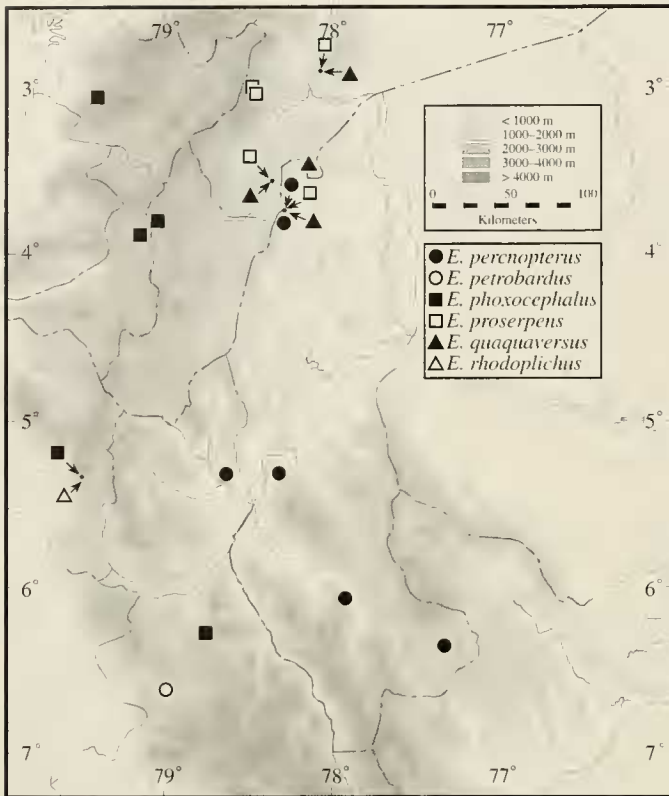 79° 78° 77°
3° 3°
4° 4°
5° 5°
6° 6°
7° 7°
79° 78° 77°
< 1000 m
1000–2000 m
2000–3000 m
3000–4000 m
> 4000 m
0 50 100
Kilometers
E. percnopterus
E. petrobardus
E. phoxocephalus
E. proserpens
E. quaquaversus
E. rhodoplichus